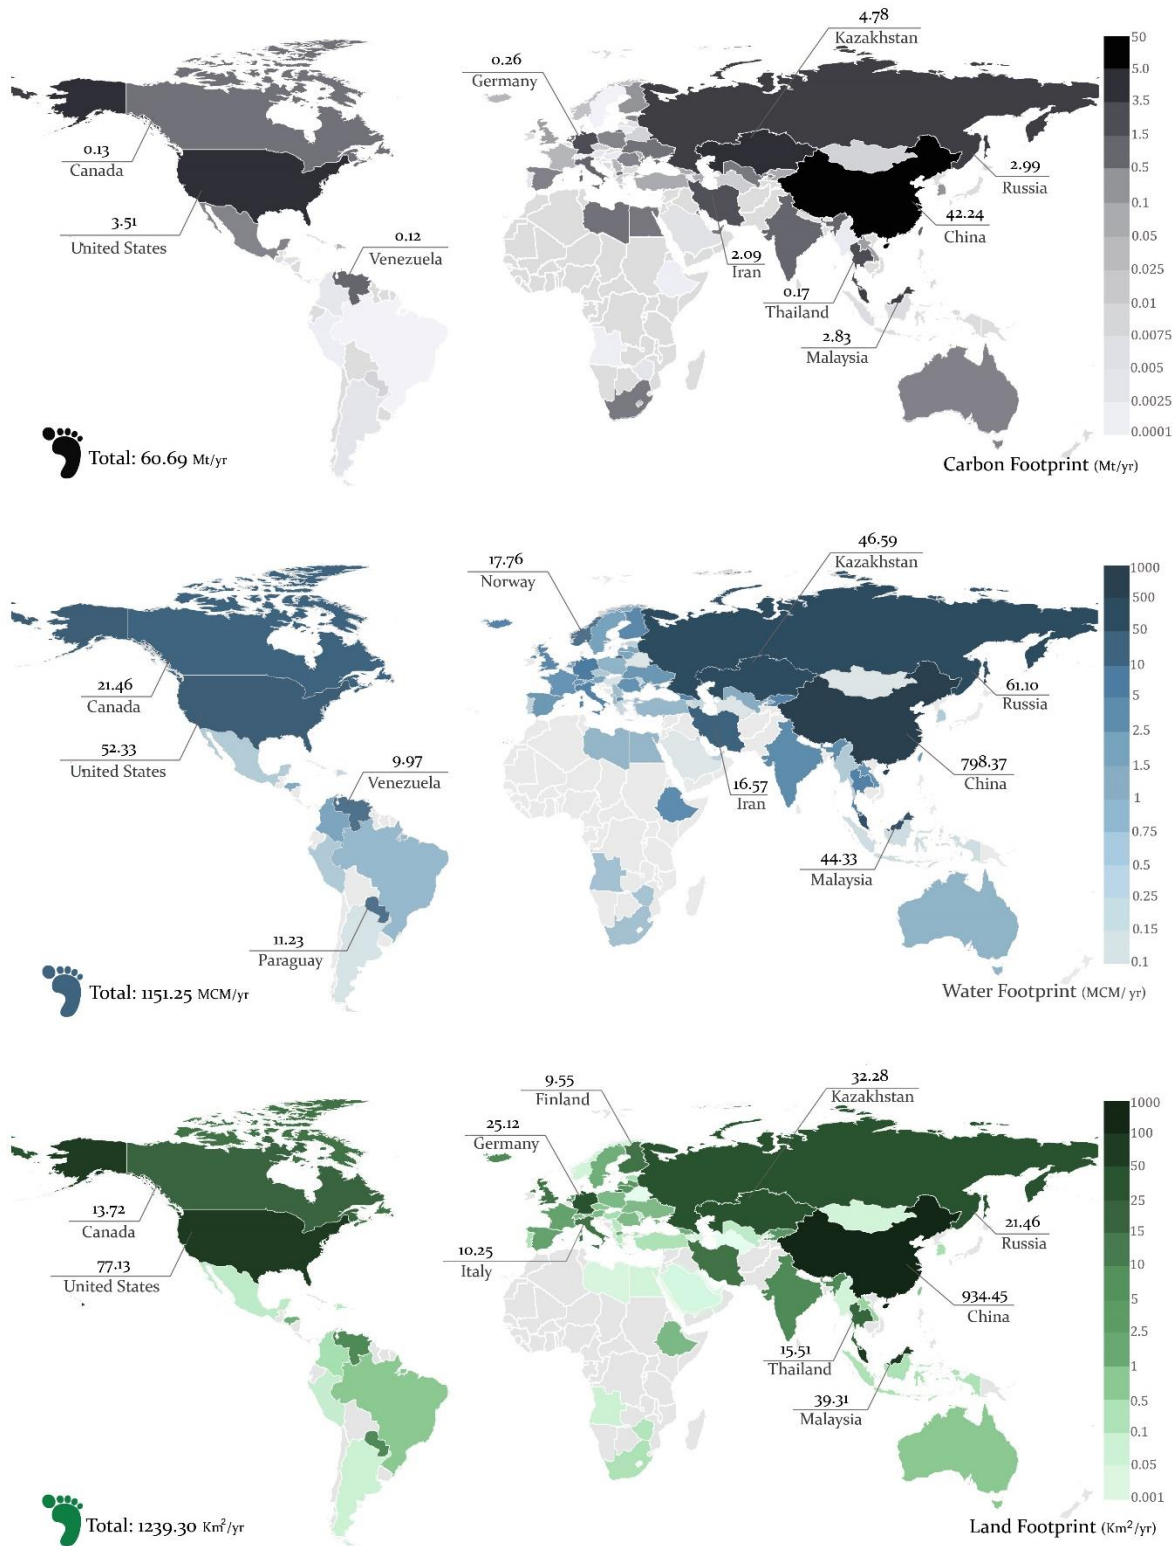 4.78
Kazakhstan
0.26
Germany
0.13
Canada
3.51
United States
0.12
Venezuela
2.99
Russia
42.24
China
2.09
Iran
0.17
Thailand
2.83
Malaysia
50
5.0
3.5
1.5
0.5
0.1
0.05
0.025
0.01
0.0075
0.005
0.0025
0.0001
Total: 60.69 Mt/yr
Carbon Footprint (Mt/yr)
46.59
Kazakhstan
17.76
Norway
21.46
Canada
52.33
United States
9.97
Venezuela
61.10
Russia
798.37
China
16.57
Iran
44.33
Malaysia
11.23
Paraguay
1000
500
50
10
5
2.5
1.5
1
0.75
0.5
0.25
0.15
0.1
Total: 1151.25 MCM/yr
Water Footprint (MCM/ yr)
9.55
Finland
32.28
Kazakhstan
25.12
Germany
13.72
Canada
77.13
United States
10.25
Italy
21.46
Russia
934.45
China
15.51
Thailand
39.31
Malaysia
1000
100
50
25
15
10
5
2.5
1
0.5
0.1
0.05
0.001
Total: 1239.30 Km²/yr
Land Footprint (Km²/yr)